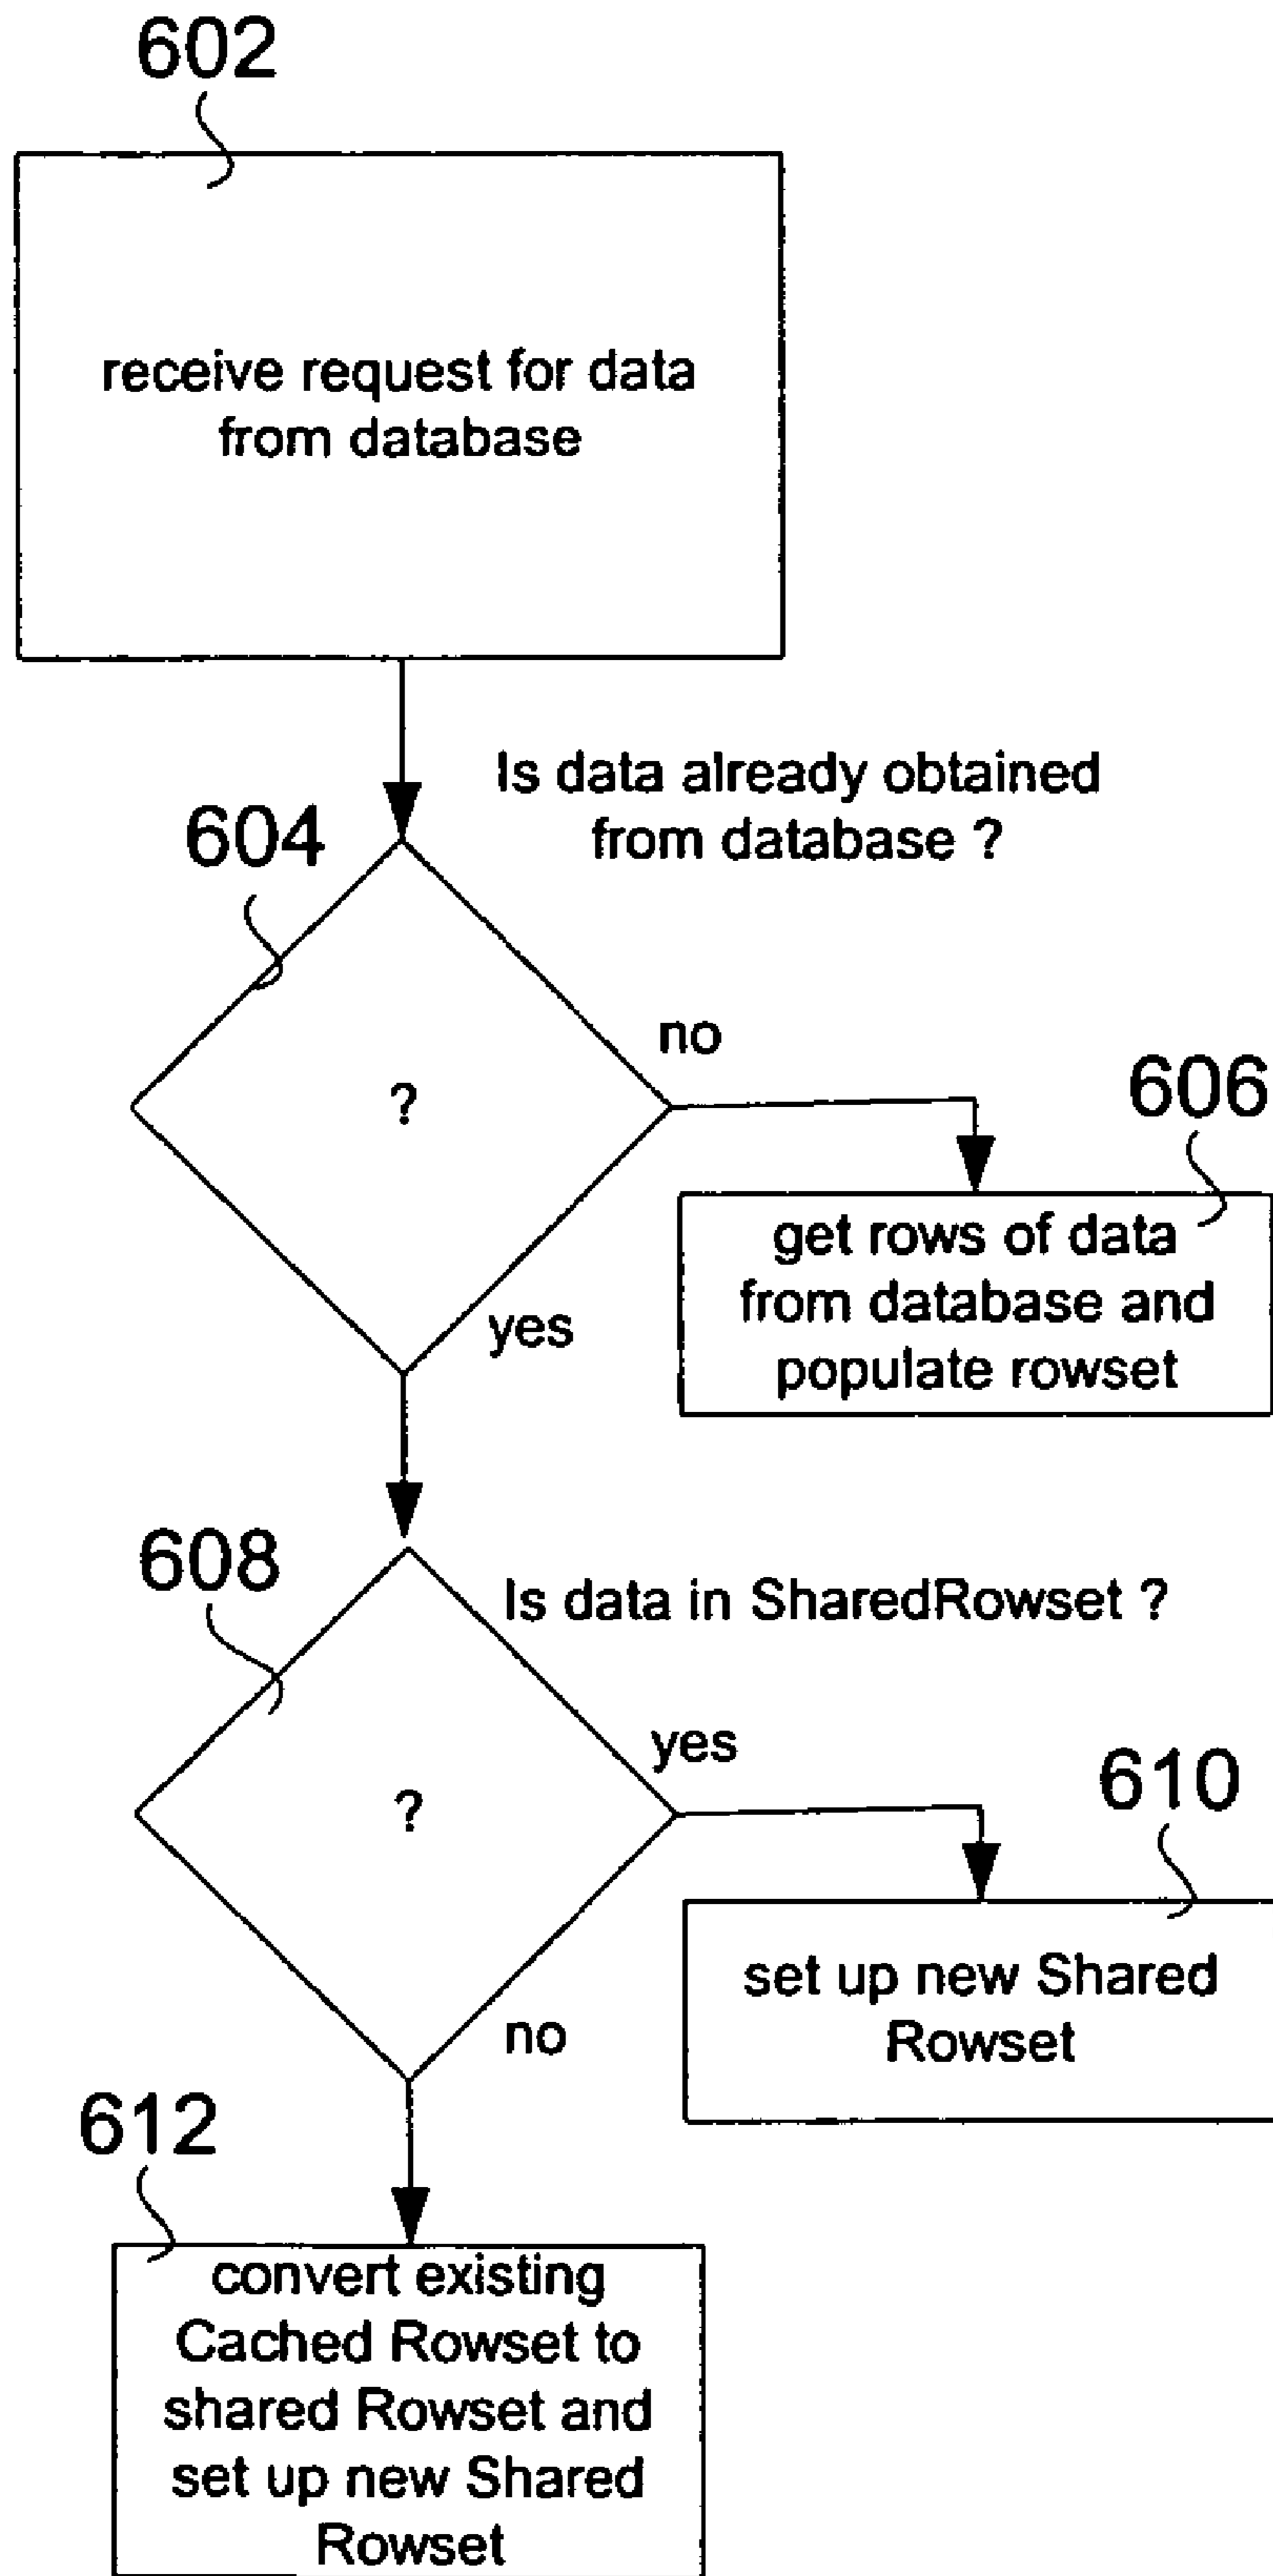 602
receive request for data
from database
Is data already obtained
from database ?
604
?
no
606
get rows of data
from database and
populate rowset
yes
608
Is data in SharedRowset ?
?
yes
610
set up new Shared
Rowset
no
612
convert existing
Cached Rowset to
shared Rowset and
set up new Shared
Rowset